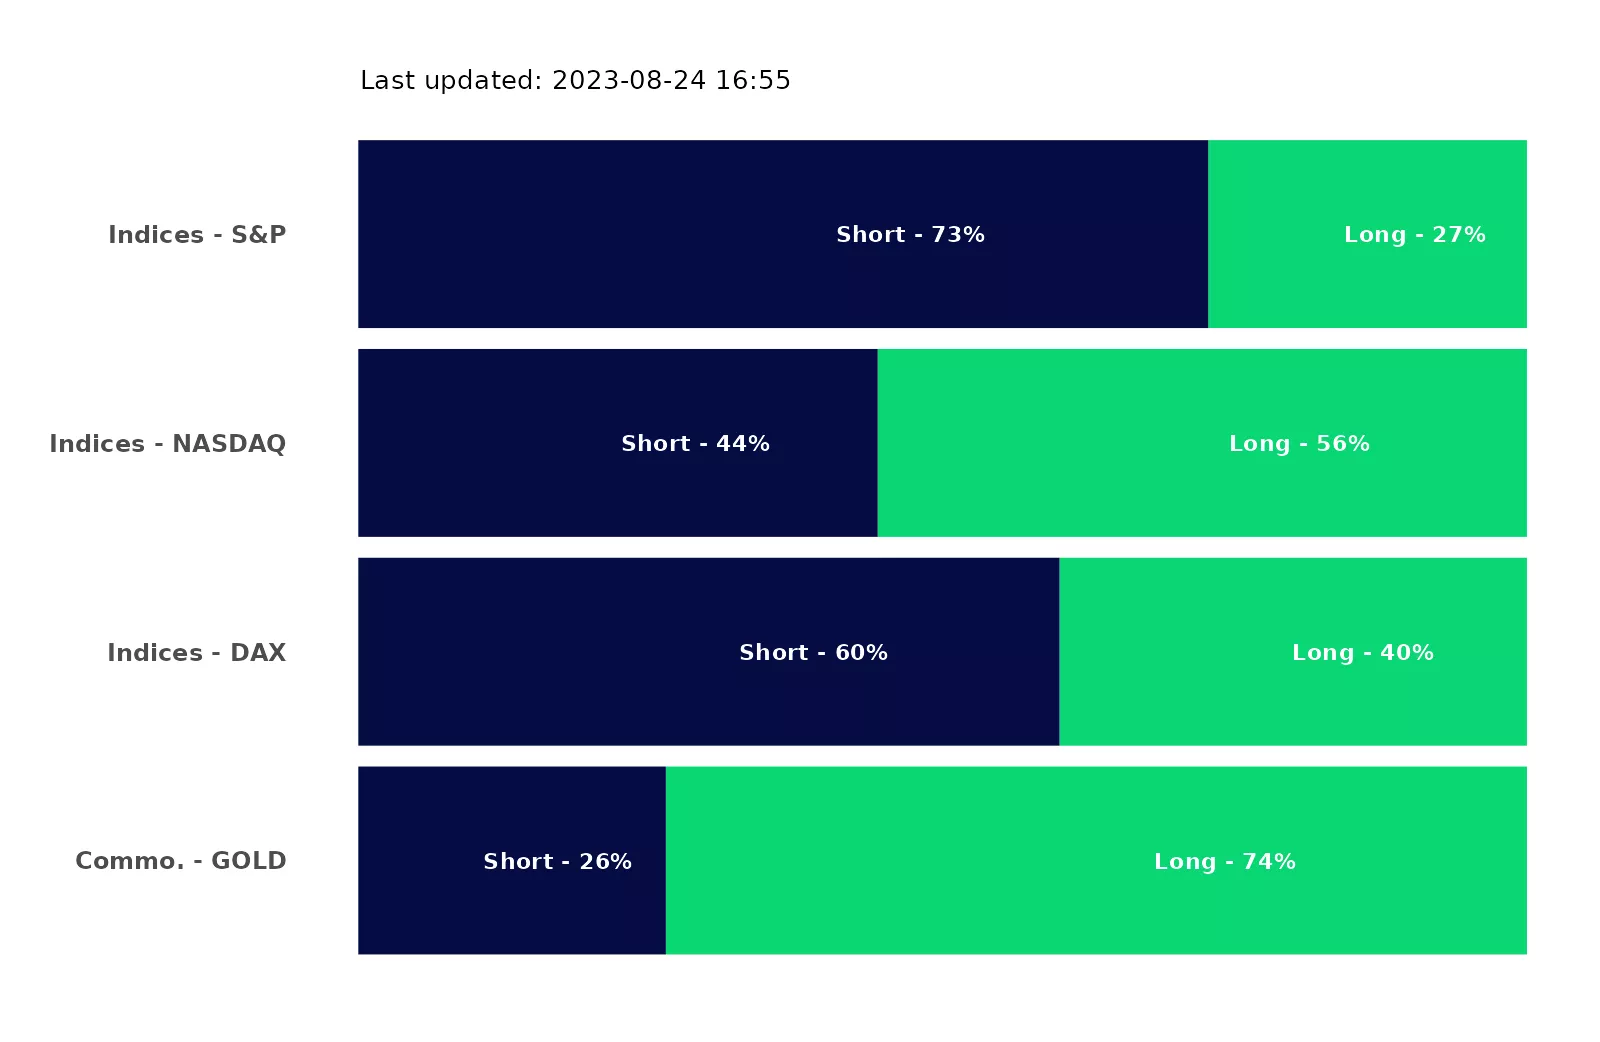 Last updated: 2023-08-24 16:55
Indices - S&P
Short - 73%
Long - 27%
Indices - NASDAQ
Short - 44%
Long - 56%
Indices - DAX
Short - 60%
Long - 40%
Commo. - GOLD
Short - 26%
Long - 74%